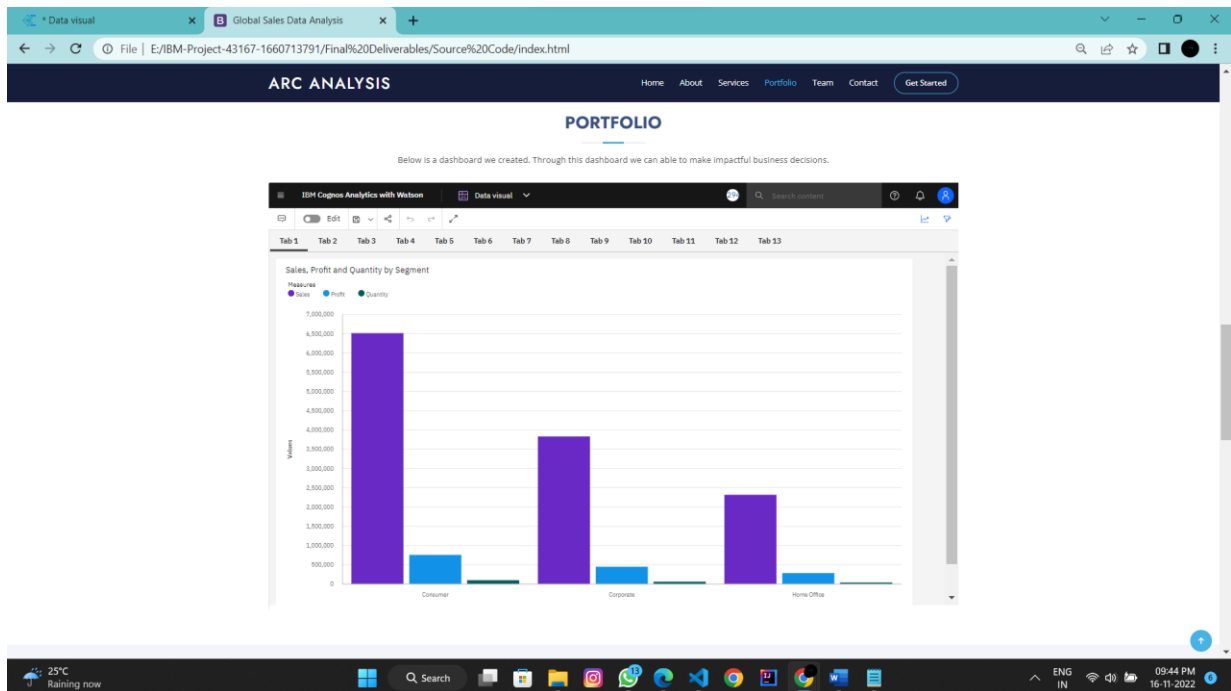 * Data visual
Global Sales Data Analysis
File | E:/IBM-Project-43167-1660713791/Final%20Deliverables/Source%20Code/index.html
ARC ANALYSIS
Home About Services Portfolio Team Contact Get Started
PORTFOLIO
Below is a dashboard we created. Through this dashboard we can able to make impactful business decisions.
IBM Cognos Analytics with Watson Data visual 29+ Search content
Edit
Tab 1 Tab 2 Tab 3 Tab 4 Tab 5 Tab 6 Tab 7 Tab 8 Tab 9 Tab 10 Tab 11 Tab 12 Tab 13
Sales, Profit and Quantity by Segment
Measures
Sales Profit Quantity
7,000,000
6,500,000
6,000,000
5,500,000
5,000,000
4,500,000
4,000,000
Values
3,500,000
3,000,000
2,500,000
2,000,000
1,500,000
1,000,000
500,000
0
Consumer Corporate Home Office
25°C
Raining now
Search
13
ENG
IN
09:44 PM
16-11-2022
6